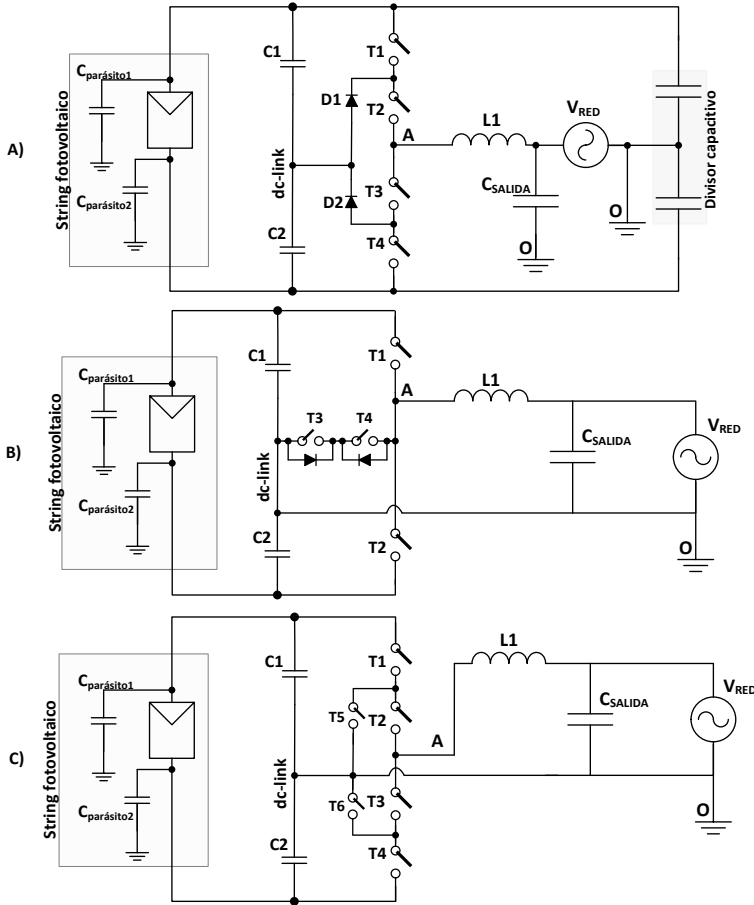 A)
String fotovoltaico
Cparásito1
Cparásito2
C1
dc-link
C2
D1
D2
T1
T2
A
T3
T4
L1
CSALIDA
O
VRED
O
Divisor capacitivo
B)
String fotovoltaico
Cparásito1
Cparásito2
C1
dc-link
C2
T3
T4
T1
A
T2
L1
CSALIDA
VRED
O
C)
String fotovoltaico
Cparásito1
Cparásito2
C1
dc-link
C2
T5
T6
T1
T2
A
T3
T4
L1
CSALIDA
VRED
O